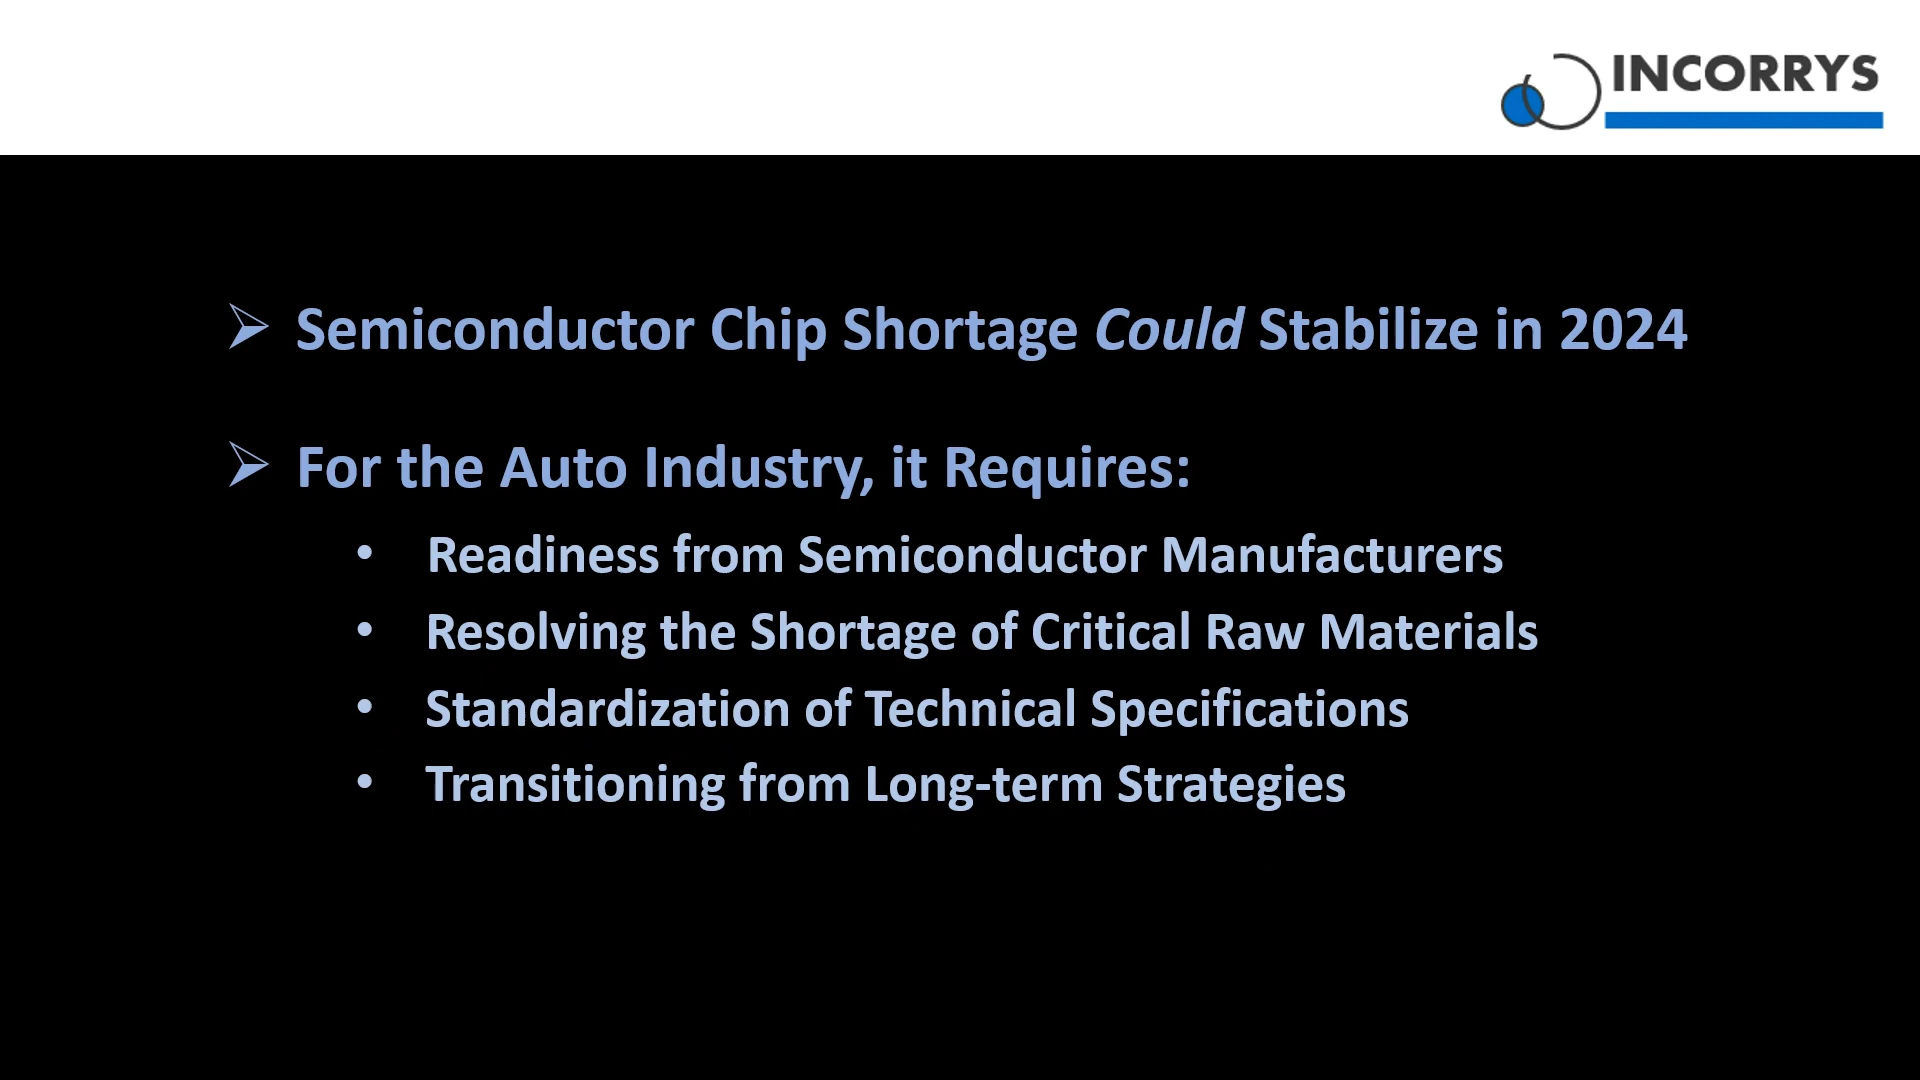 INCORRYS
➢ Semiconductor Chip Shortage Could Stabilize in 2024
➢ For the Auto Industry, it Requires:
• Readiness from Semiconductor Manufacturers
• Resolving the Shortage of Critical Raw Materials
• Standardization of Technical Specifications
• Transitioning from Long-term Strategies